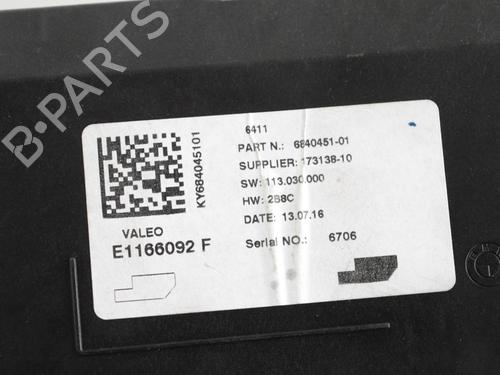 6411
PART N.: 6840451-01
SUPPLIER: 173138-10
SW: 113.030.000
HW: 2B8C
DATE: 13.07.16
Serial NO.: 6706
KY684045101
VALEO
E1166092 F
B-PARTS